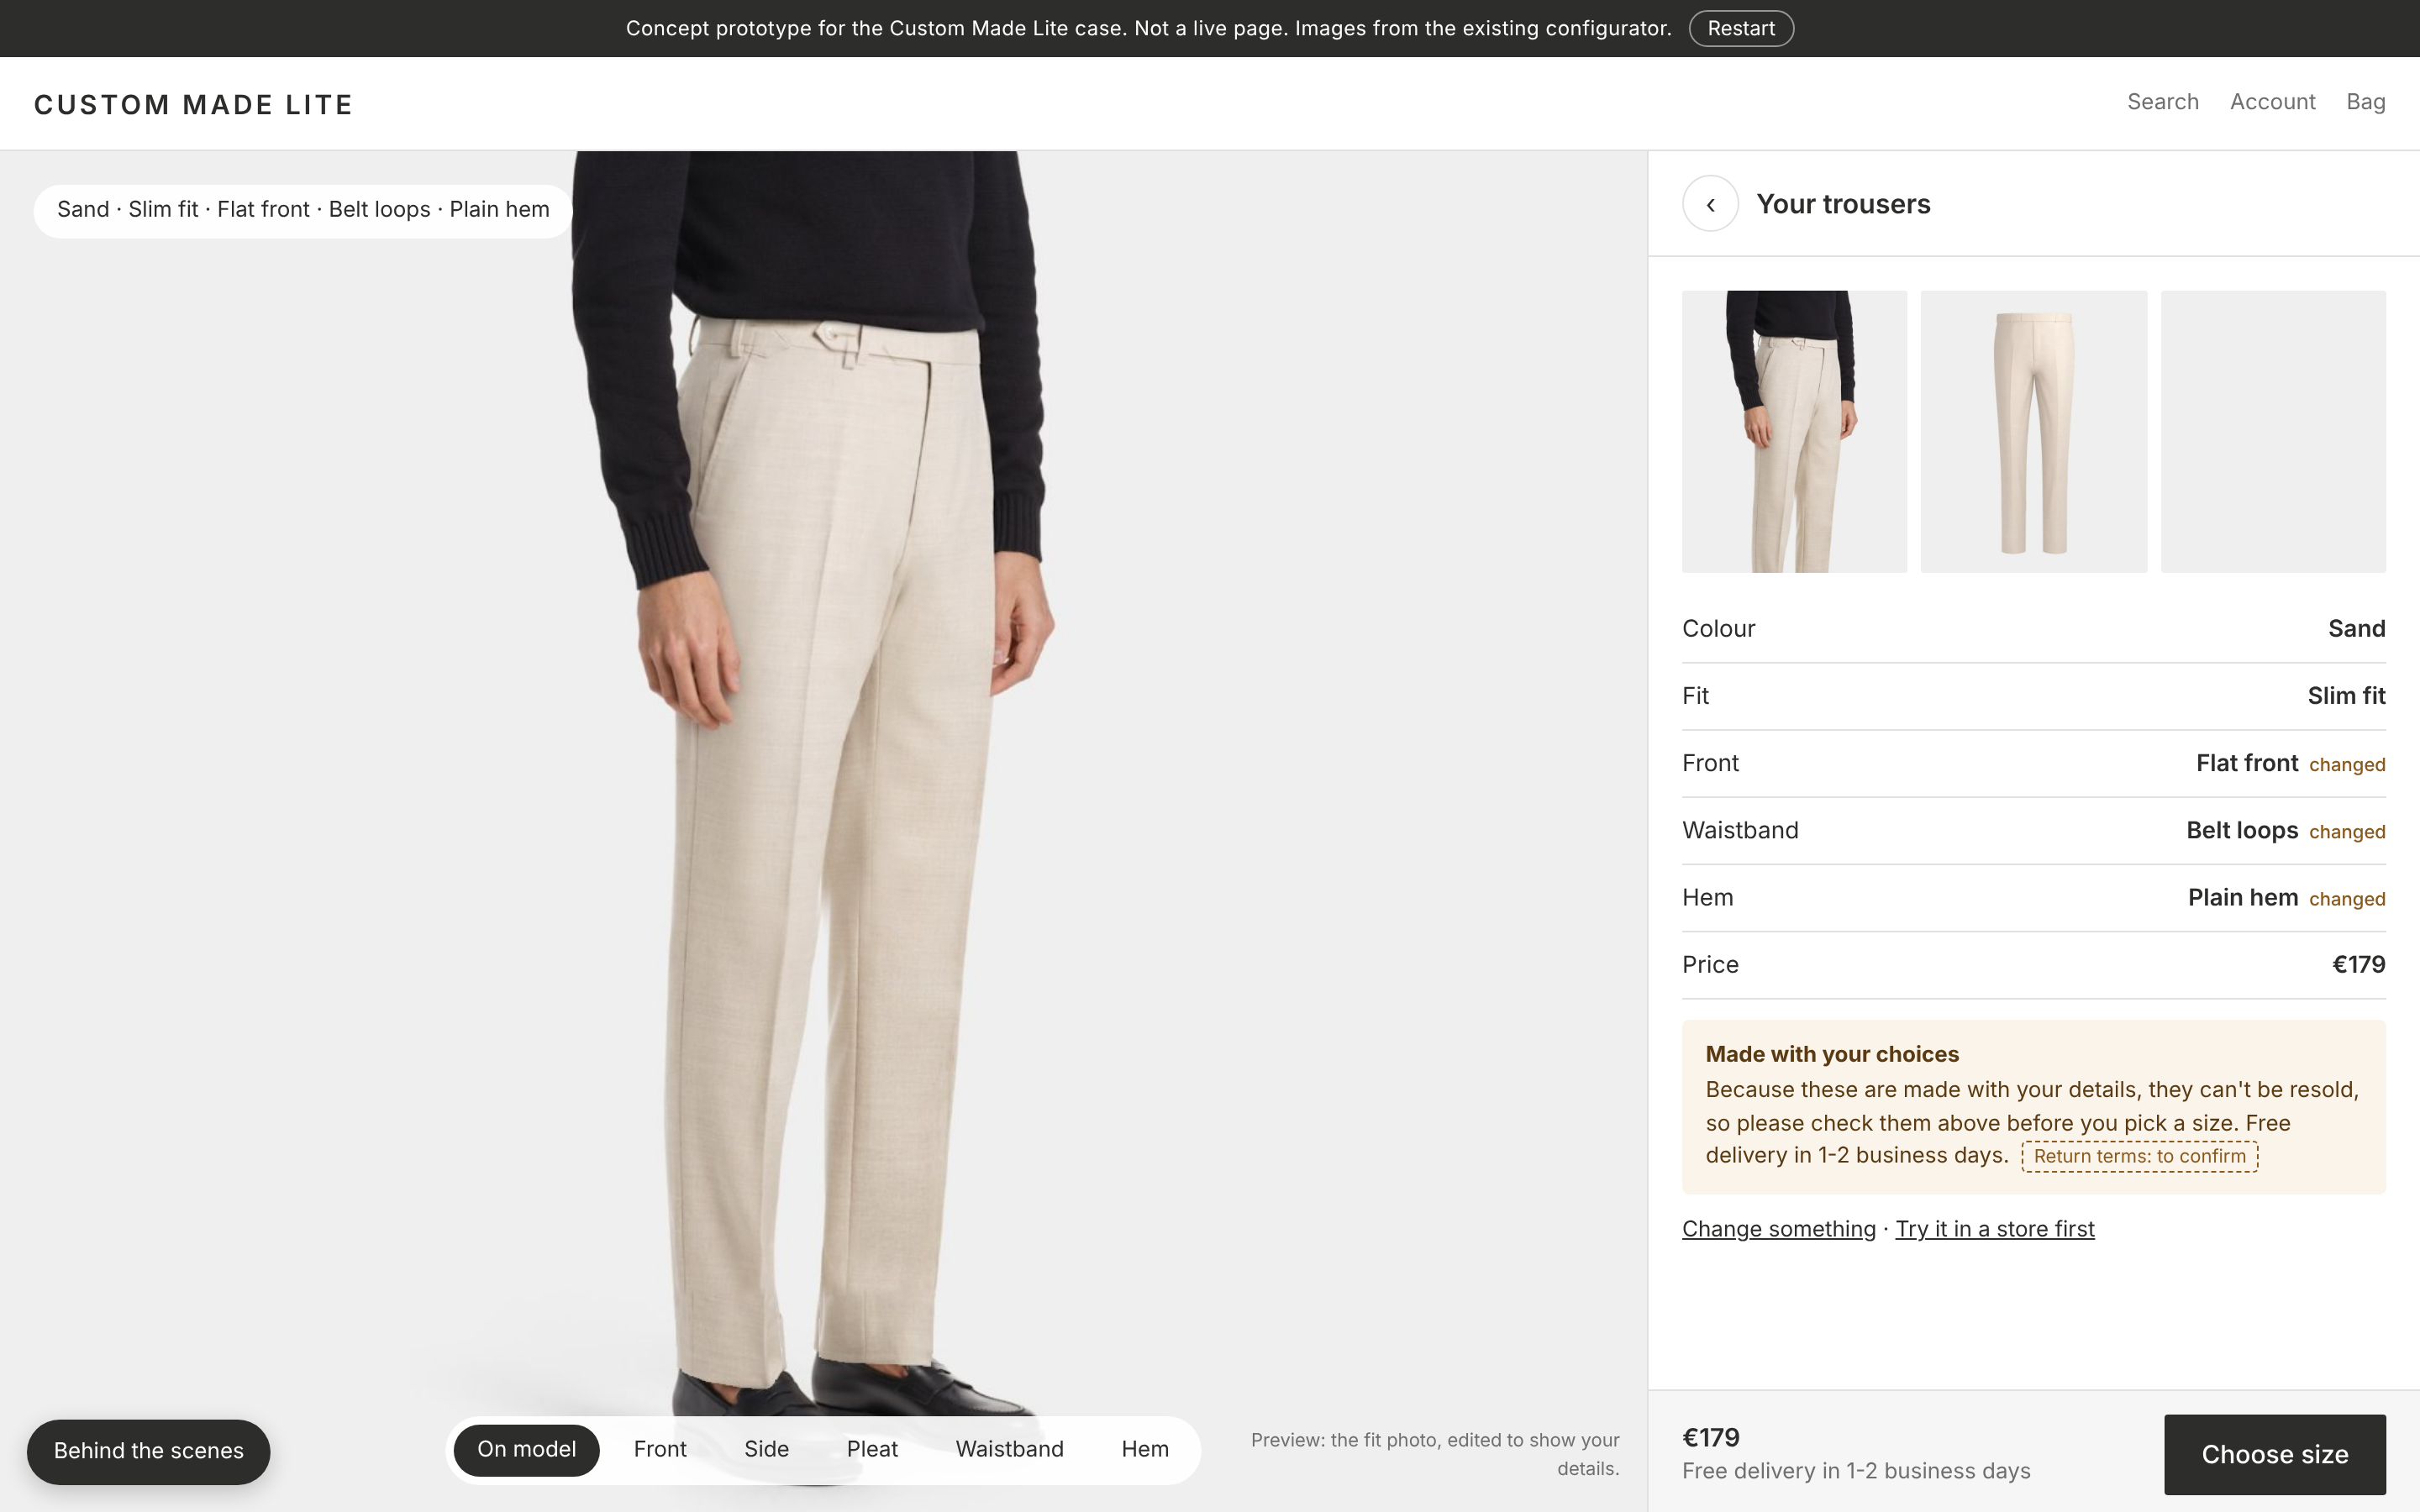 Concept prototype for the Custom Made Lite case. Not a live page. Images from the existing configurator. Restart
CUSTOM MADE LITE
Search Account Bag
Sand · Slim fit · Flat front · Belt loops · Plain hem
‹ Your trousers
Colour Sand
Fit Slim fit
Front Flat front changed
Waistband Belt loops changed
Hem Plain hem changed
Price €179
Made with your choices
Because these are made with your details, they can't be resold,
so please check them above before you pick a size. Free
delivery in 1-2 business days. Return terms: to confirm
Change something · Try it in a store first
Behind the scenes
On model Front Side Pleat Waistband Hem
Preview: the fit photo, edited to show your
details.
€179
Free delivery in 1-2 business days
Choose size